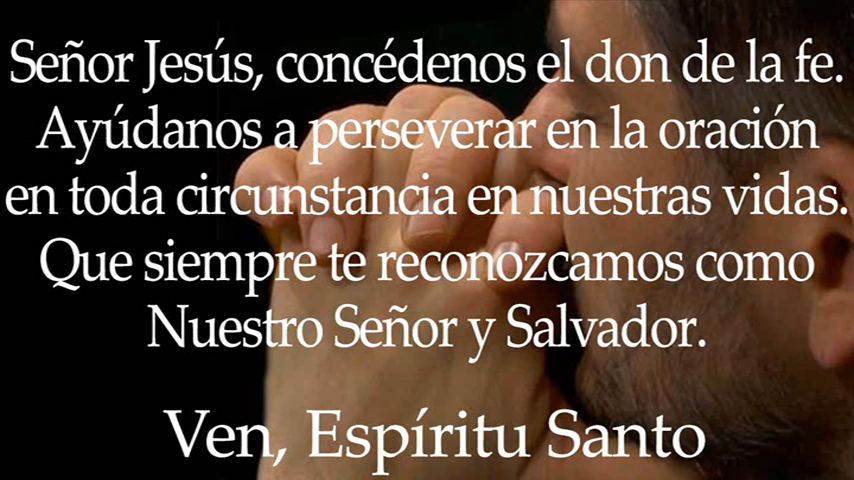 Señor Jesús, concédenos el don de la fe.
Ayúdanos a perseverar en la oración
en toda circunstancia en nuestras vidas.
Que siempre te reconozcamos como
Nuestro Señor y Salvador.
Ven, Espíritu Santo